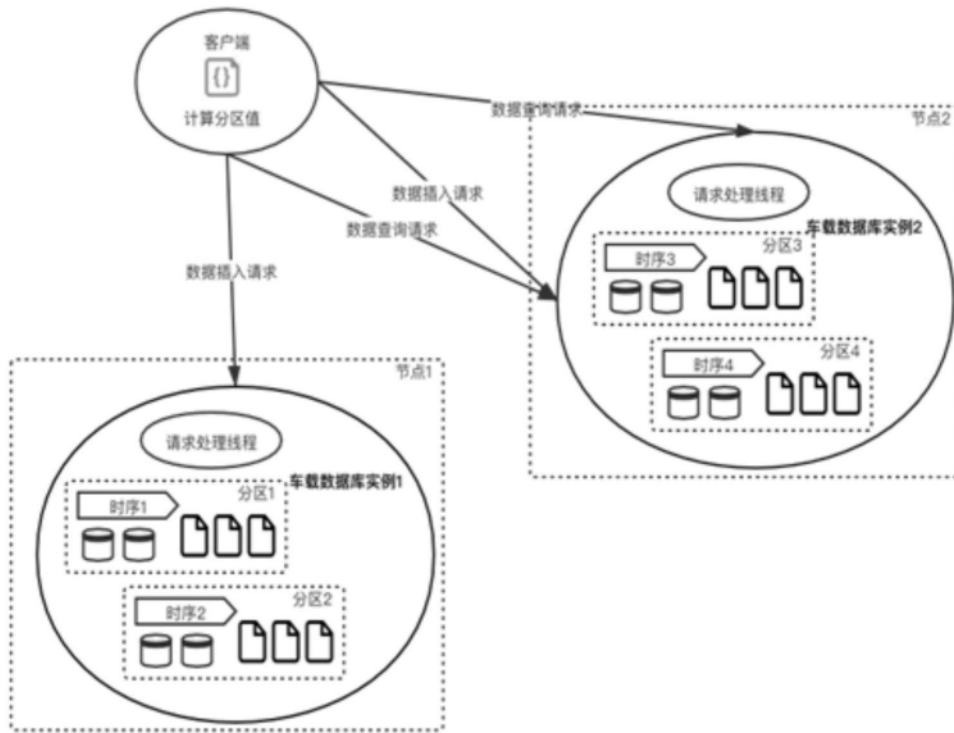 客户端
{}
计算分区值
数据查询请求
节点2
数据插入请求
数据查询请求
数据插入请求
请求处理线程
车载数据库实例2
分区3
时序3
分区4
时序4
节点1
请求处理线程
车载数据库实例1
分区1
时序1
分区2
时序2